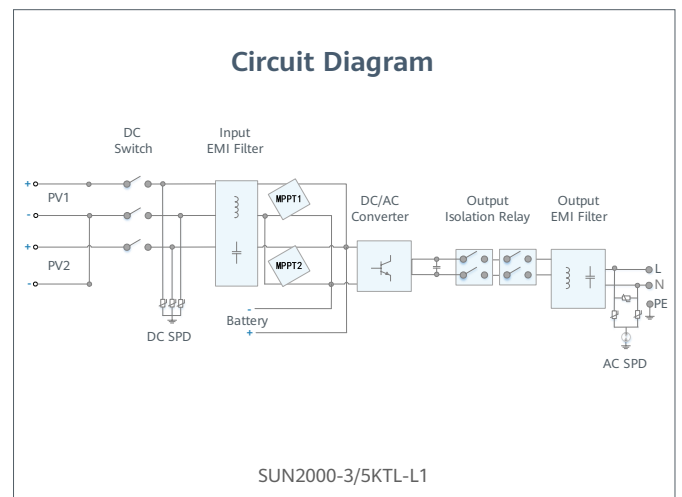 Circuit Diagram
DC
Switch
Input
EMI Filter
DC/AC
Converter
Output
Isolation Relay
Output
EMI Filter
+
PV1
-
+
PV2
-
MPPT1
MPPT2
-
Battery
+
DC SPD
L
N
PE
AC SPD
SUN2000-3/5KTL-L1